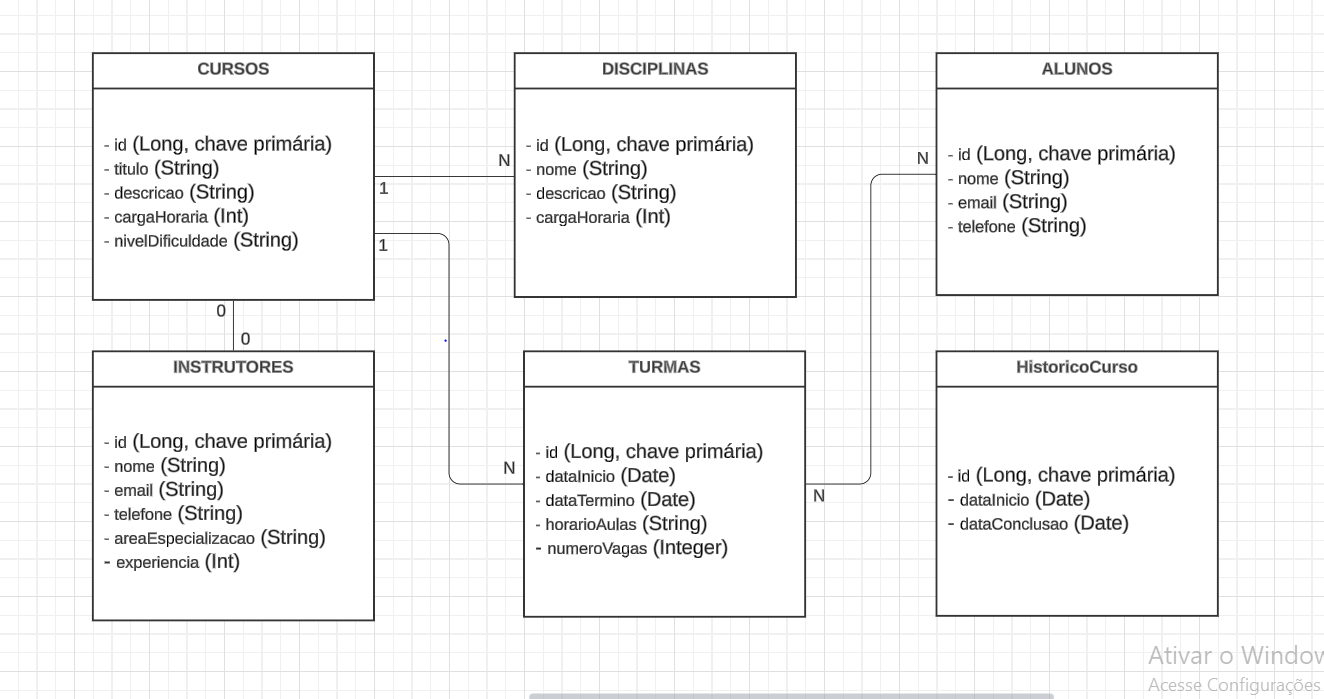 CURSOS
- id (Long, chave primária)
- titulo (String)
- descricao (String)
- cargaHoraria (Int)
- nivelDificuldade (String)
DISCIPLINAS
- id (Long, chave primária)
- nome (String)
- descricao (String)
- cargaHoraria (Int)
ALUNOS
- id (Long, chave primária)
- nome (String)
- email (String)
- telefone (String)
1
N
1
N
N
N
0
0
INSTRUTORES
- id (Long, chave primária)
- nome (String)
- email (String)
- telefone (String)
- areaEspecializacao (String)
- experiencia (Int)
TURMAS
- id (Long, chave primária)
- dataInicio (Date)
- dataTermino (Date)
- horarioAulas (String)
- numeroVagas (Integer)
HistoricoCurso
- id (Long, chave primária)
- dataInicio (Date)
- dataConclusao (Date)
Ativar o Window
Acesse Configurações